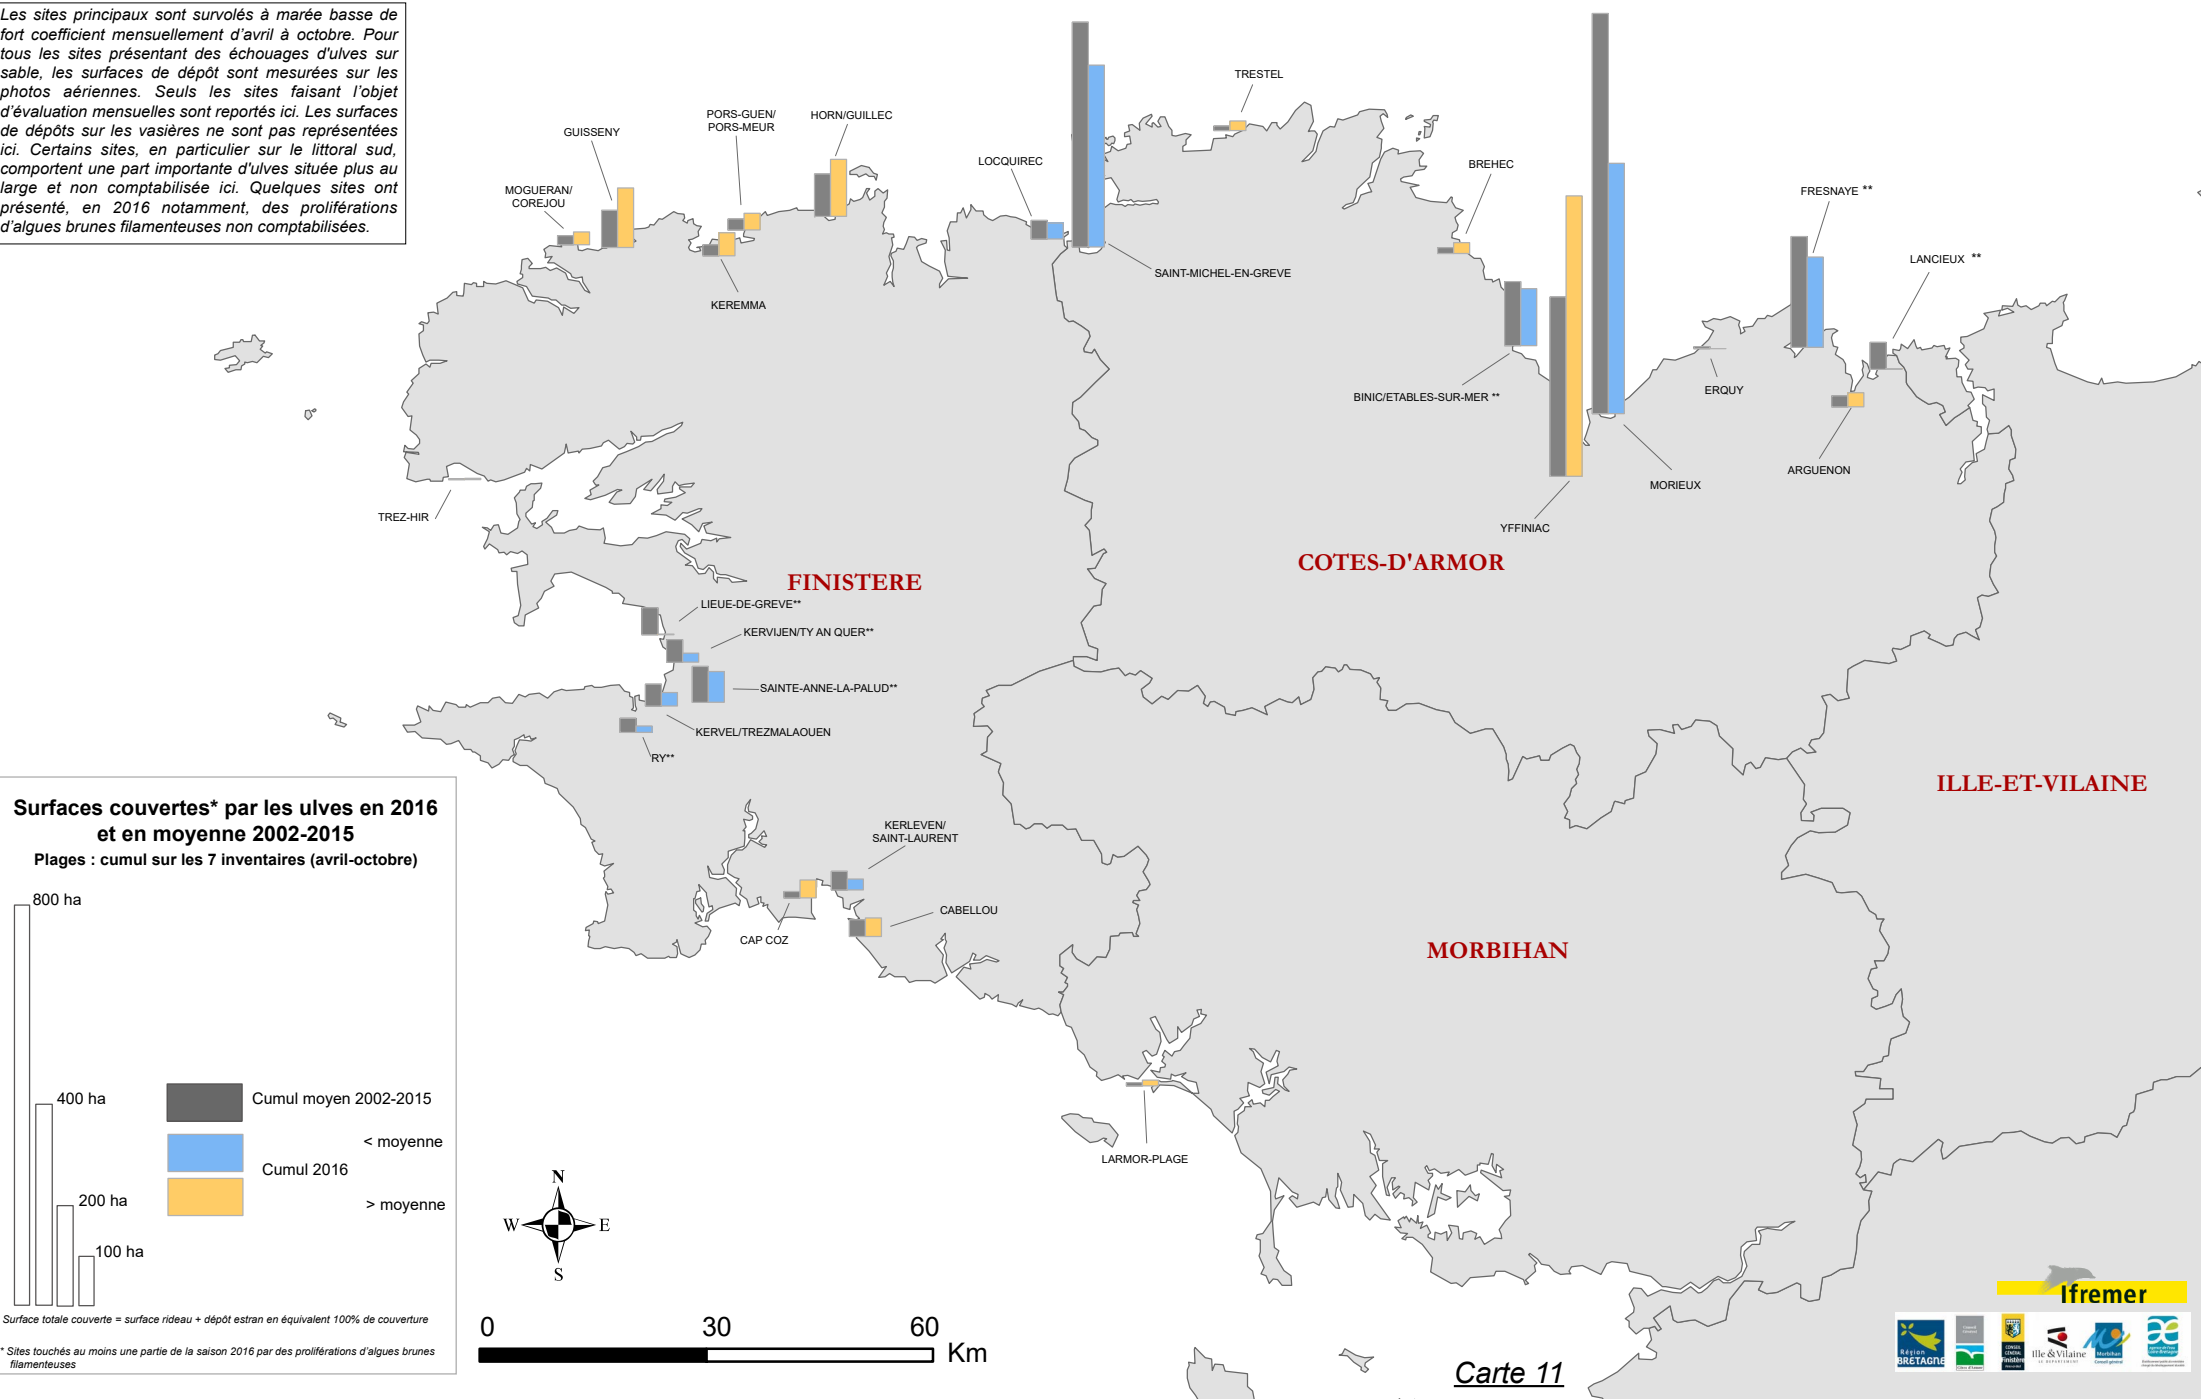 Les sites principaux sont survolés à marée basse de
fort coefficient mensuellement d'avril à octobre. Pour
tous les sites présentant des échouages d'ulves sur
sable, les surfaces de dépôt sont mesurées sur les
photos aériennes. Seuls les sites faisant l'objet
d'évaluation mensuelles sont reportés ici. Les surfaces
de dépôts sur les vasières ne sont pas représentées
ici. Certains sites, en particulier sur le littoral sud,
comportent une part importante d'ulves située plus au
large et non comptabilisée ici. Quelques sites ont
présenté, en 2016 notamment, des proliférations
d'algues brunes filamenteuses non comptabilisées.
TRESTEL
PORS-GUEN/
PORS-MEUR
HORN/GUILLEC
GUISSENY
LOCQUIREC
BREHEC
MOGUERAN/
COREJOU
FRESNAYE **
LANCIEUX **
SAINT-MICHEL-EN-GREVE
KEREMMA
BINIC/ETABLES-SUR-MER **
ERQUY
ARGUENON
MORIEUX
TREZ-HIR
YFFINIAC
COTES-D'ARMOR
FINISTERE
LIEUE-DE-GREVE**
KERVIJEN/TY AN QUER**
SAINTE-ANNE-LA-PALUD**
KERVEL/TREZMALAOUEN
RY**
ILLE-ET-VILAINE
KERLEVEN/
SAINT-LAURENT
CABELLOU
CAP COZ
MORBIHAN
LARMOR-PLAGE
Surfaces couvertes* par les ulves en 2016
et en moyenne 2002-2015
Plages : cumul sur les 7 inventaires (avril-octobre)
800 ha
400 ha
200 ha
100 ha
Cumul moyen 2002-2015
< moyenne
Cumul 2016
> moyenne
Surface totale couverte = surface rideau + dépôt estran en équivalent 100% de couverture
* Sites touchés au moins une partie de la saison 2016 par des proliférations d'algues brunes
filamenteuses
N
W E
S
0 30 60
Km
Carte 11
Ifremer
Région
BRETAGNE
CONSEIL
GÉNÉRAL
Finistère
Ille & Vilaine
Morbihan
Conseil général